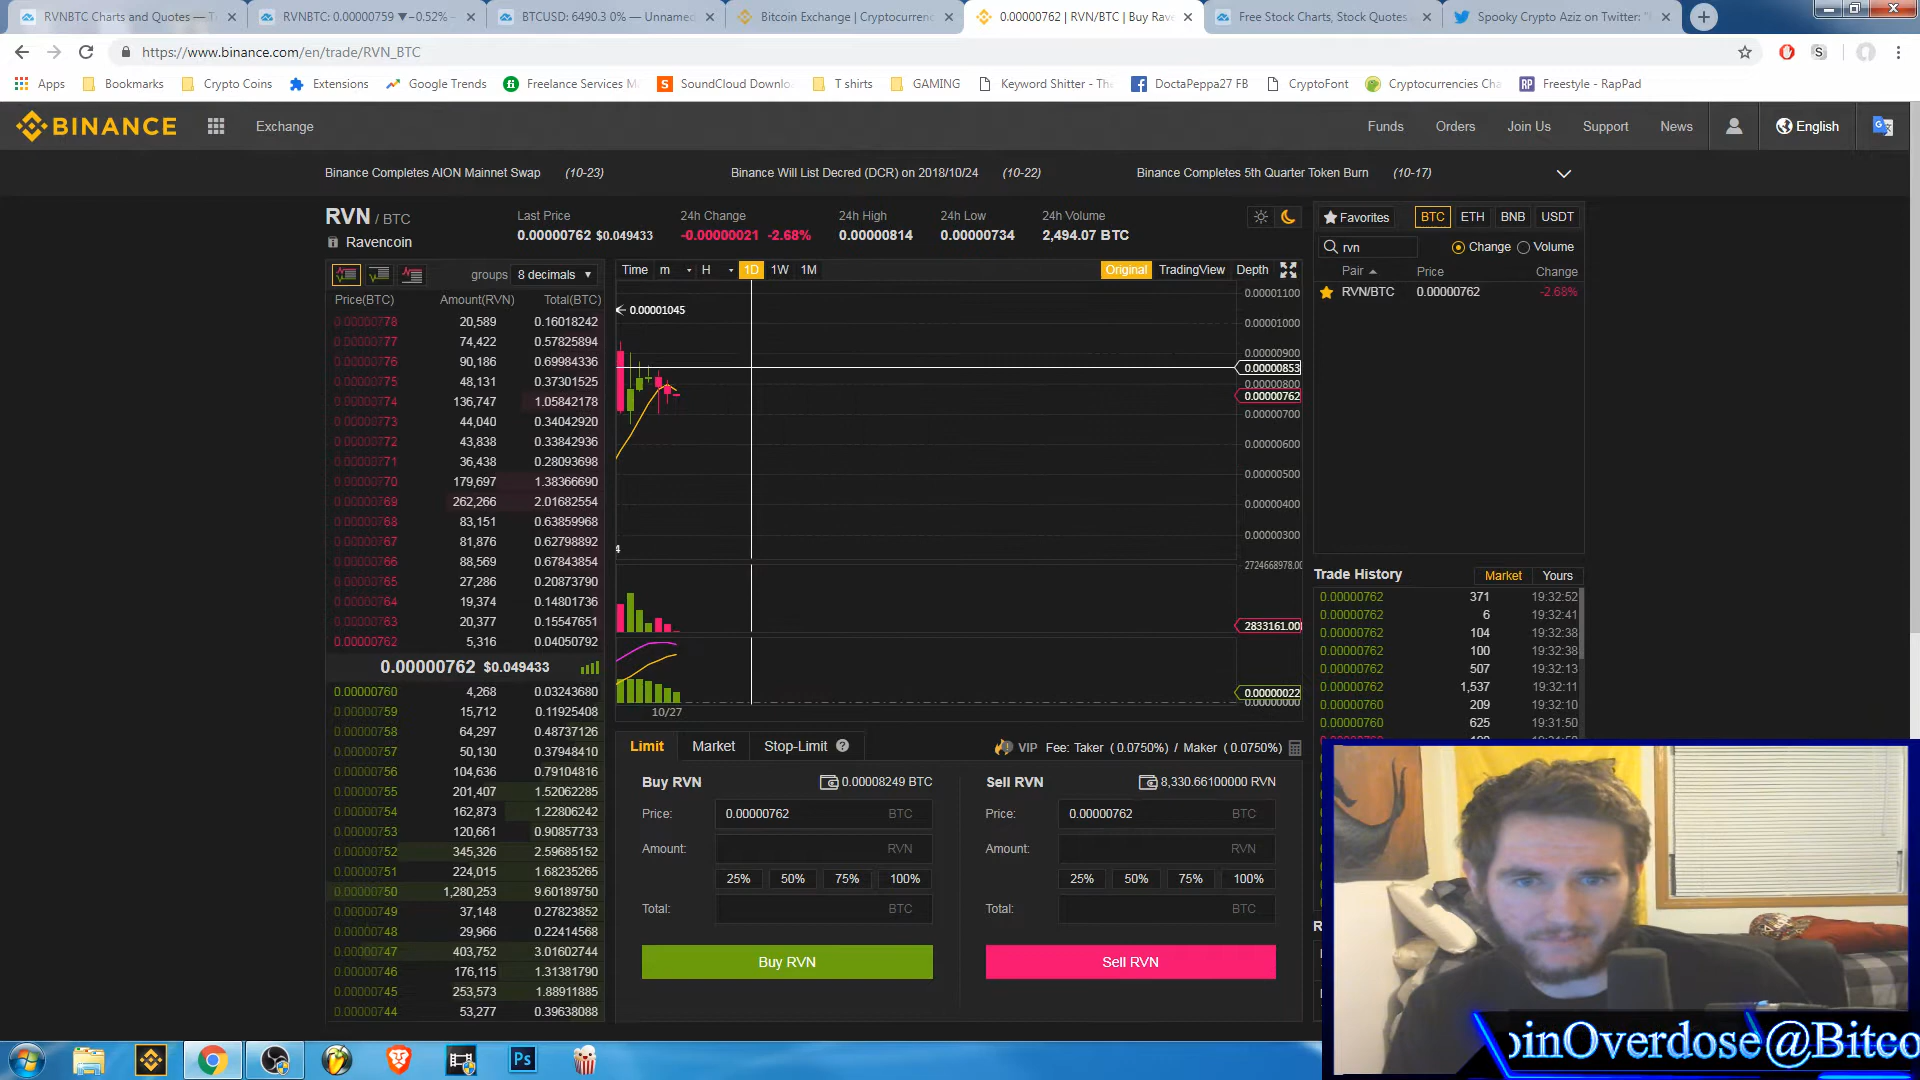 RVNBTC Charts and Quotes — T
RVNBTC: 0.00000759 ▼−0.52%
BTCUSD: 6490.3 0% — Unname
Bitcoin Exchange | Cryptocurrenc
0.00000762 | RVN/BTC | Buy Rav
Free Stock Charts, Stock Quotes
Spooky Crypto Aziz on Twitter: "
https://www.binance.com/en/trade/RVN_BTC
Apps
Bookmarks
Crypto Coins
Extensions
Google Trends
Freelance Services M
SoundCloud Downlo
T shirts
GAMING
Keyword Shitter - Th
DoctaPeppa27 FB
CryptoFont
Cryptocurrencies Cha
Freestyle - RapPad
BINANCE
Exchange
Funds
Orders
Join Us
Support
News
English
Binance Completes AION Mainnet Swap (10-23)
Binance Will List Decred (DCR) on 2018/10/24 (10-22)
Binance Completes 5th Quarter Token Burn (10-17)
RVN / BTC
Ravencoin
Last Price
0.00000762 $0.049433
24h Change
-0.00000021 -2.68%
24h High
0.00000814
24h Low
0.00000734
24h Volume
2,494.07 BTC
groups 8 decimals
Price(BTC) Amount(RVN) Total(BTC)
0.00000778 20,589 0.16018242
0.00000777 74,422 0.57825894
0.00000776 90,186 0.69984336
0.00000775 48,131 0.37301525
0.00000774 136,747 1.05842178
0.00000773 44,040 0.34042920
0.00000772 43,838 0.33842936
0.00000771 36,438 0.28093698
0.00000770 179,697 1.38366690
0.00000769 262,266 2.01682554
0.00000768 83,151 0.63859968
0.00000767 81,876 0.62798892
0.00000766 88,569 0.67843854
0.00000765 27,286 0.20873790
0.00000764 19,374 0.14801736
0.00000763 20,377 0.15547651
0.00000762 5,316 0.04050792
0.00000762 $0.049433
0.00000760 4,268 0.03243680
0.00000759 15,712 0.11925408
0.00000758 64,297 0.48737126
0.00000757 50,130 0.37948410
0.00000756 104,636 0.79104816
0.00000755 201,407 1.52062285
0.00000754 162,873 1.22806242
0.00000753 120,661 0.90857733
0.00000752 345,326 2.59685152
0.00000751 224,015 1.68235265
0.00000750 1,280,253 9.60189750
0.00000749 37,148 0.27823852
0.00000748 29,966 0.22414568
0.00000747 403,752 3.01602744
0.00000746 176,115 1.31381790
0.00000745 253,573 1.88911885
0.00000744 53,277 0.39638088
Time m H 1D 1W 1M
Original TradingView Depth
0.00001045
0.00001100
0.00001000
0.00000900
0.00000853
0.00000800
0.00000762
0.00000700
0.00000600
0.00000500
0.00000400
0.00000300
4
2724668978.00
2833161.00
0.00000022
0.00000000
10/27
Limit Market Stop-Limit ?
VIP Fee: Taker ( 0.0750%) / Maker ( 0.0750%)
Buy RVN 0.00008249 BTC
Price: 0.00000762 BTC
Amount: RVN
25% 50% 75% 100%
Total: BTC
Buy RVN
Sell RVN 8,330.66100000 RVN
Price: 0.00000762 BTC
Amount: RVN
25% 50% 75% 100%
Total: BTC
Sell RVN
Favorites BTC ETH BNB USDT
rvn Change Volume
Pair Price Change
RVN/BTC 0.00000762 -2.68%
Trade History Market Yours
0.00000762 371 19:32:52
0.00000762 6 19:32:41
0.00000762 104 19:32:38
0.00000762 100 19:32:38
0.00000762 507 19:32:13
0.00000762 1,537 19:32:11
0.00000760 209 19:32:10
0.00000760 625 19:31:50
pinOverdose@Bitco
Ps